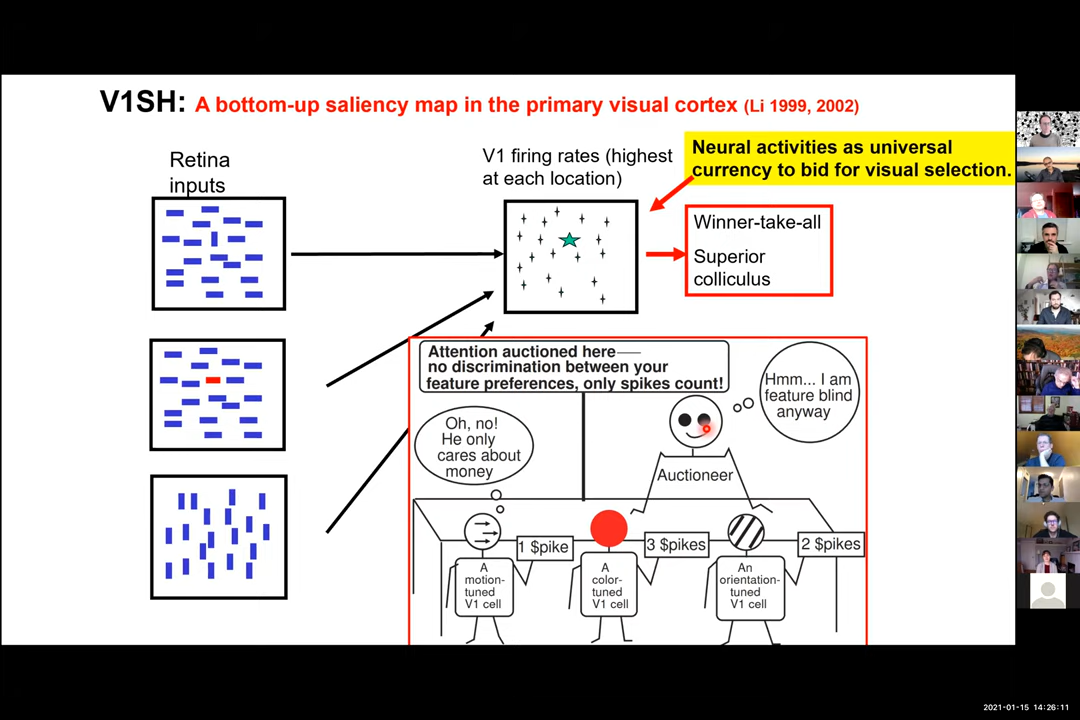 V1SH: A bottom-up saliency map in the primary visual cortex (Li 1999, 2002)
Retina
inputs
V1 firing rates (highest
at each location)
Neural activities as universal
currency to bid for visual selection.
Winner-take-all
Superior
colliculus
Attention auctioned here—
no discrimination between your
feature preferences, only spikes count!
Hmm... I am
feature blind
anyway
Oh, no!
He only
cares about
money
Auctioneer
1 $pike
3 $pikes
2 $pikes
A
motion-
tuned
V1 cell
A
color-
tuned
V1 cell
An
orientation-
tuned
V1 cell
2021-01-15 14:26:11